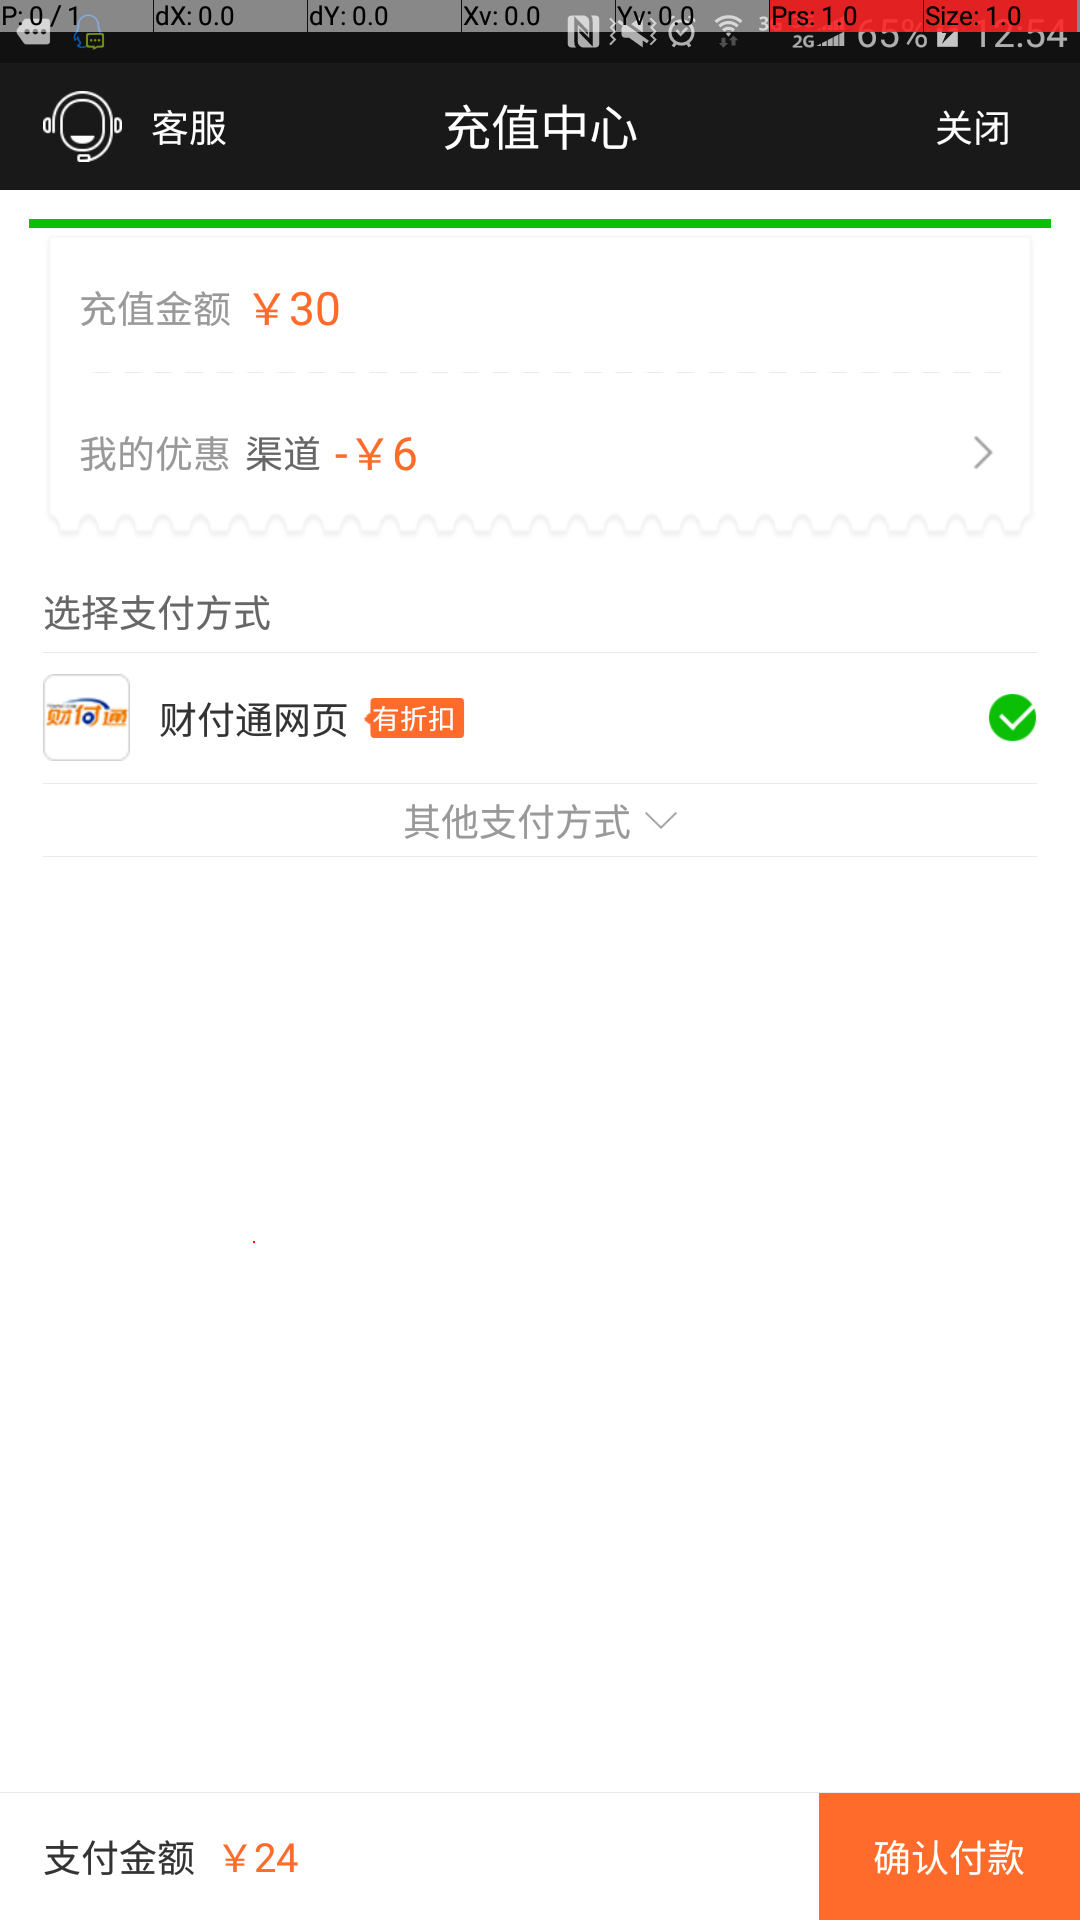 P: 0 / 1 dX: 0.0 dY: 0.0 Xv: 0.0 Yv: 0.0 Prs: 1.0 Size: 1.0
2G 65% 12:54
客服 充值中心 关闭
充值金额 ￥30
我的优惠 渠道 -￥6
选择支付方式
财付通 财付通网页 有折扣
其他支付方式
支付金额 ￥24 确认付款